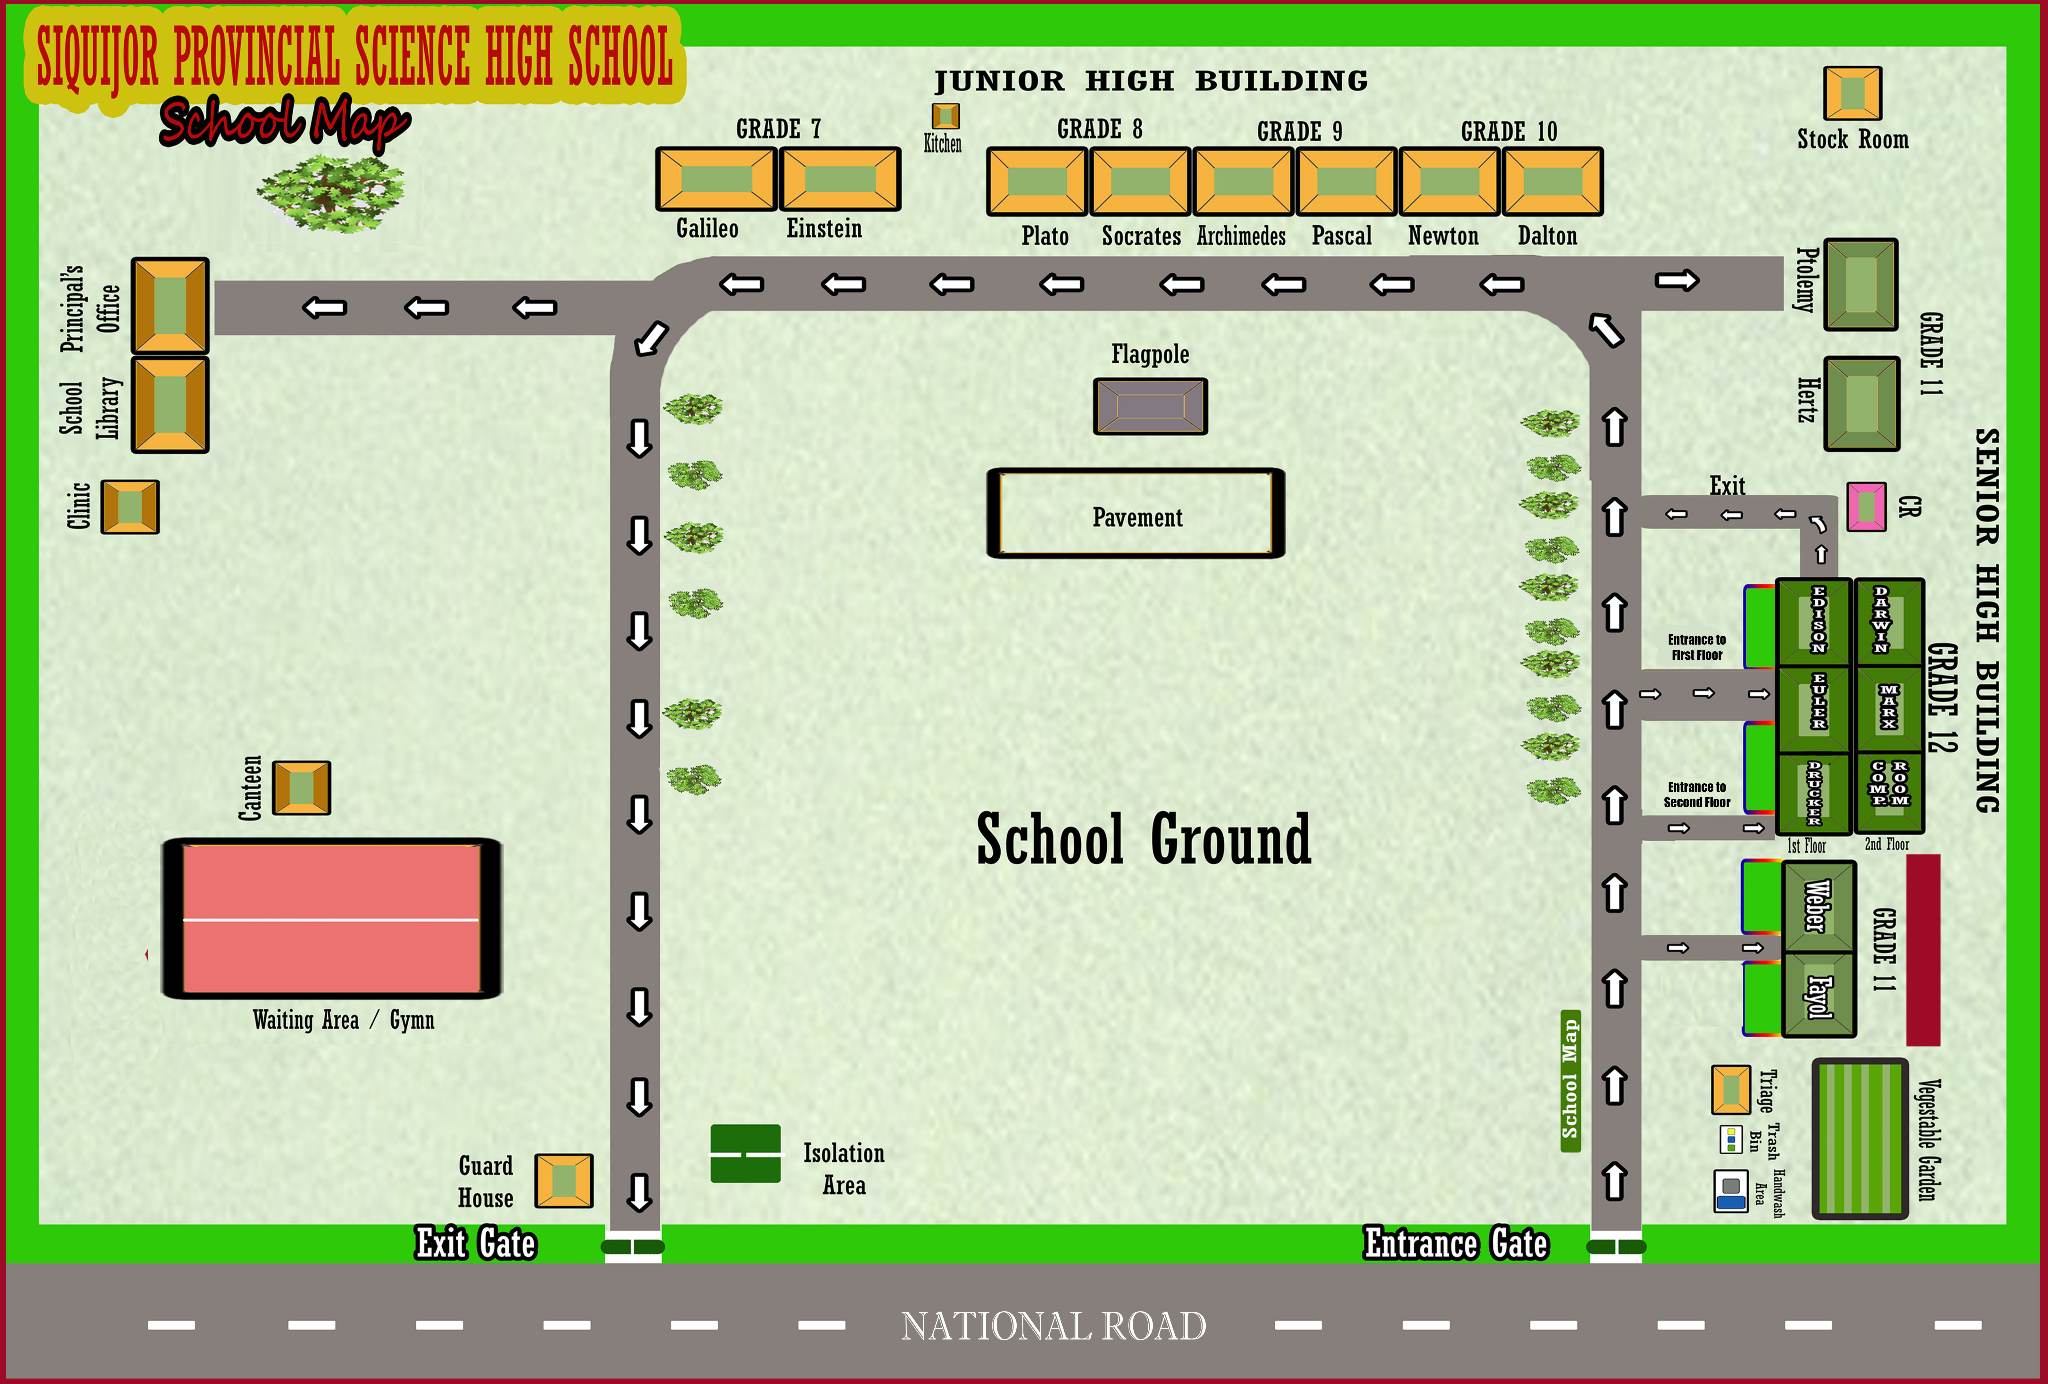 SIQUIJOR PROVINCIAL SCIENCE HIGH SCHOOL
School Map
JUNIOR HIGH BUILDING
Kitchen
GRADE 7
GRADE 8
GRADE 9
GRADE 10
Galileo
Einstein
Plato
Socrates
Archimedes
Pascal
Newton
Dalton
Stock Room
Principal's
Office
School
Library
Clinic
Flagpole
Pavement
Ptolemy
Hertz
GRADE 11
SENIOR HIGH BUILDING
Exit
CR
EDISON
DARWIN
EULER
MARX
DRUCKER
COMP.
ROOM
GRADE 12
Entrance to
First Floor
Entrance to
Second Floor
1st Floor
2nd Floor
Weber
Fayol
GRADE 11
Canteen
School Ground
Waiting Area / Gymn
School Map
Triage
Trash
Bin
Handwash
Area
Vegestable Garden
Guard
House
Isolation
Area
Exit Gate
Entrance Gate
NATIONAL ROAD